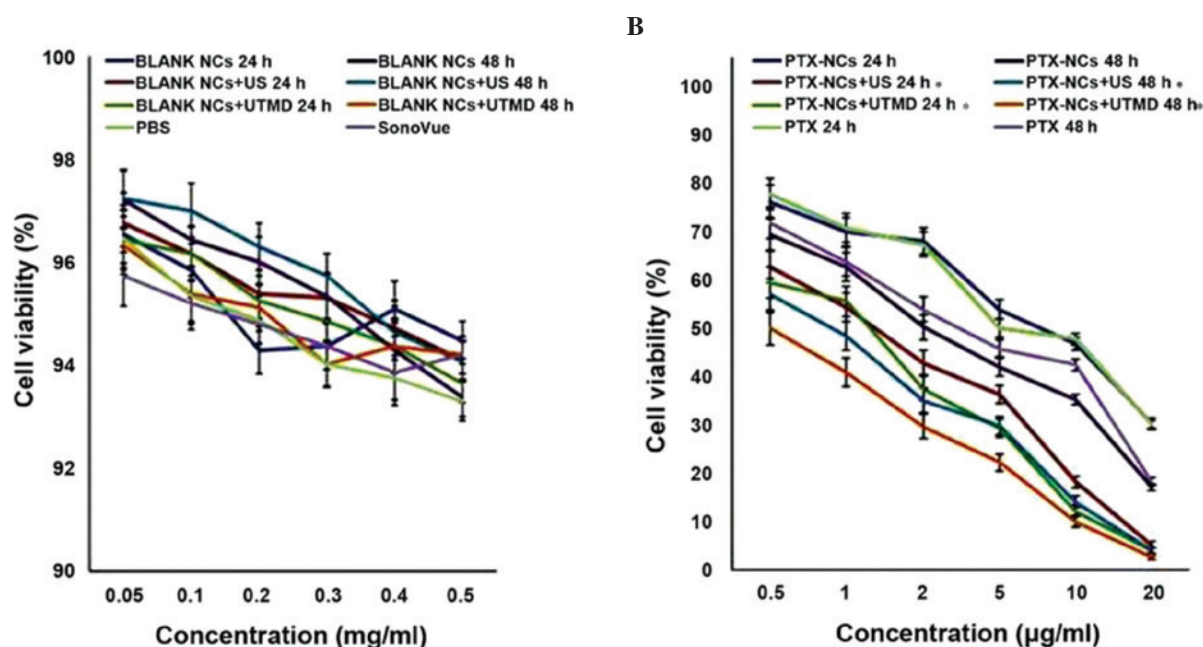 B
100
BLANK NCs 24 h BLANK NCs 48 h
BLANK NCs+US 24 h BLANK NCs+US 48 h
BLANK NCs+UTMD 24 h BLANK NCs+UTMD 48 h
PBS SonoVue
98
96
94
92
90
Cell viability (%)
0.05 0.1 0.2 0.3 0.4 0.5
Concentration (mg/ml)
PTX-NCs 24 h PTX-NCs 48 h
PTX-NCs+US 24 h * PTX-NCs+US 48 h *
PTX-NCs+UTMD 24 h * PTX-NCs+UTMD 48 h*
PTX 24 h PTX 48 h
100
90
80
70
60
50
40
30
20
10
0
Cell viability (%)
0.5 1 2 5 10 20
Concentration (µg/ml)